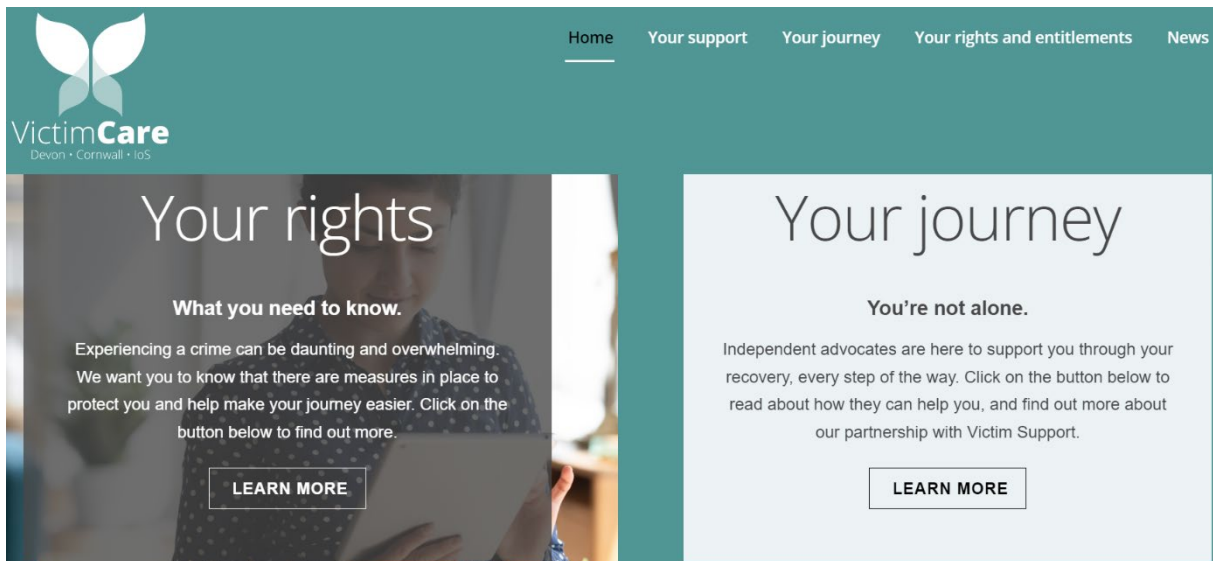 Home Your support Your journey Your rights and entitlements News
VictimCare
Devon • Cornwall • IoS
Your rights
What you need to know.
Experiencing a crime can be daunting and overwhelming.
We want you to know that there are measures in place to
protect you and help make your journey easier. Click on the
button below to find out more.
LEARN MORE
Your journey
You're not alone.
Independent advocates are here to support you through your
recovery, every step of the way. Click on the button below to
read about how they can help you, and find out more about
our partnership with Victim Support.
LEARN MORE